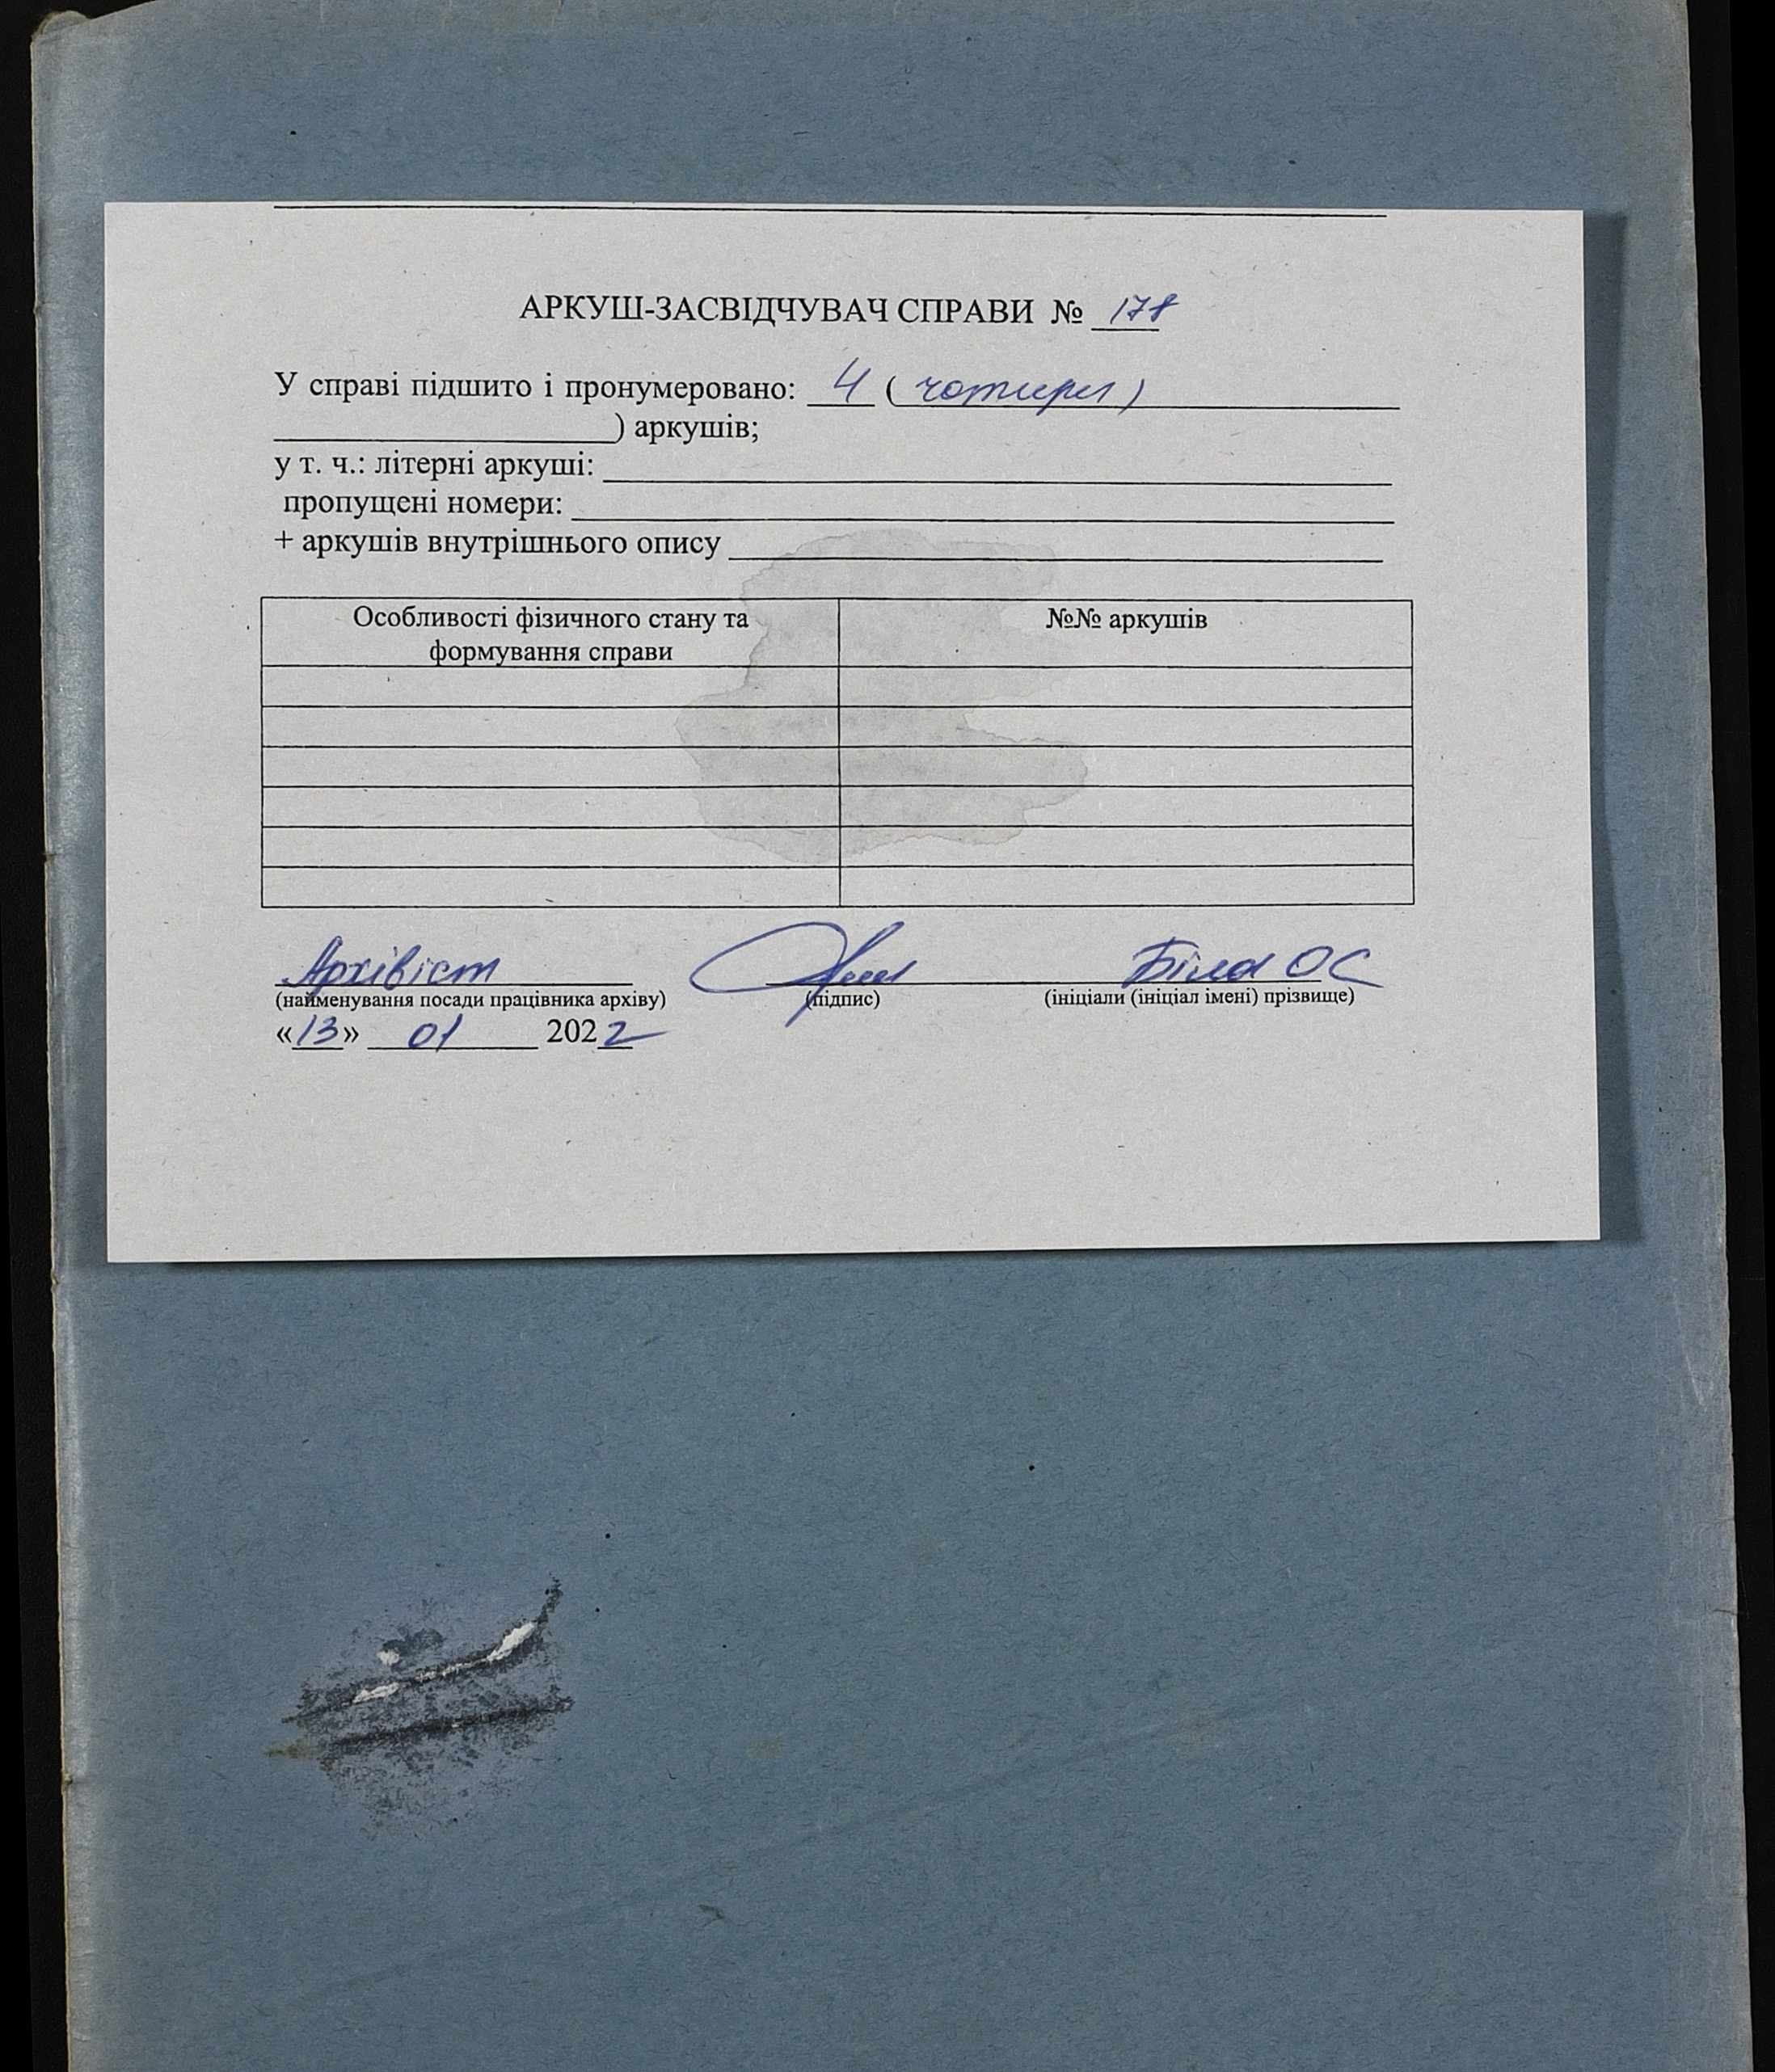 АРКУШ-ЗАСВІДЧУВАЧ СПРАВИ № 178
У справі підшито і пронумеровано: 4 ( чотири )
) аркушів;
у т. ч.: літерні аркуші:
пропущені номери:
+ аркушів внутрішнього опису
Особливості фізичного стану та формування справи
№№ аркушів
Архівіст Біла ОС
(найменування посади працівника архіву) (підпис) (ініціали (ініціал імені) прізвище)
«13» 01 2022